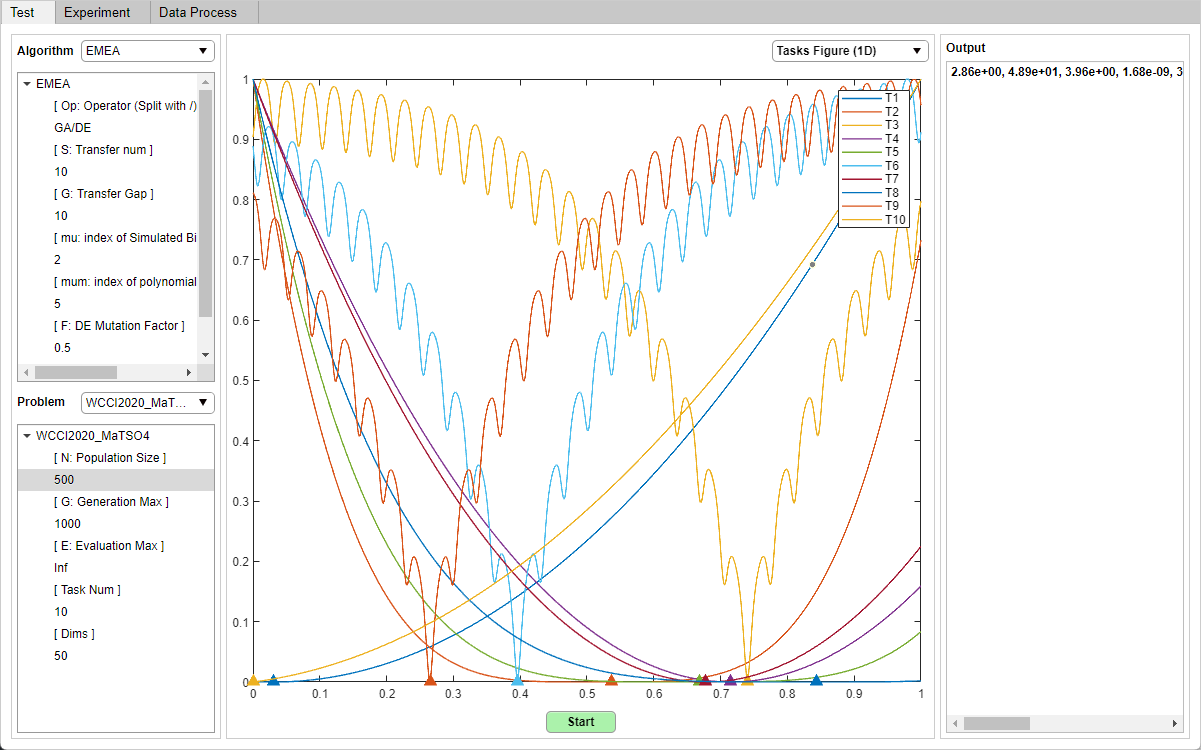 Test Experiment Data Process
Algorithm EMEA
EMEA
[ Op: Operator (Split with /)
GA/DE
[ S: Transfer num ]
10
[ G: Transfer Gap ]
10
[ mu: index of Simulated Bi
2
[ mum: index of polynomial
5
[ F: DE Mutation Factor ]
0.5
Problem WCCI2020_MaT...
WCCI2020_MaTSO4
[ N: Population Size ]
500
[ G: Generation Max ]
1000
[ E: Evaluation Max ]
Inf
[ Task Num ]
10
[ Dims ]
50
Tasks Figure (1D)
1
0.9
0.8
0.7
0.6
0.5
0.4
0.3
0.2
0.1
0
0 0.1 0.2 0.3 0.4 0.5 0.6 0.7 0.8 0.9 1
T1
T2
T3
T4
T5
T6
T7
T8
T9
T10
Start
Output
2.86e+00, 4.89e+01, 3.96e+00, 1.68e-09, 3